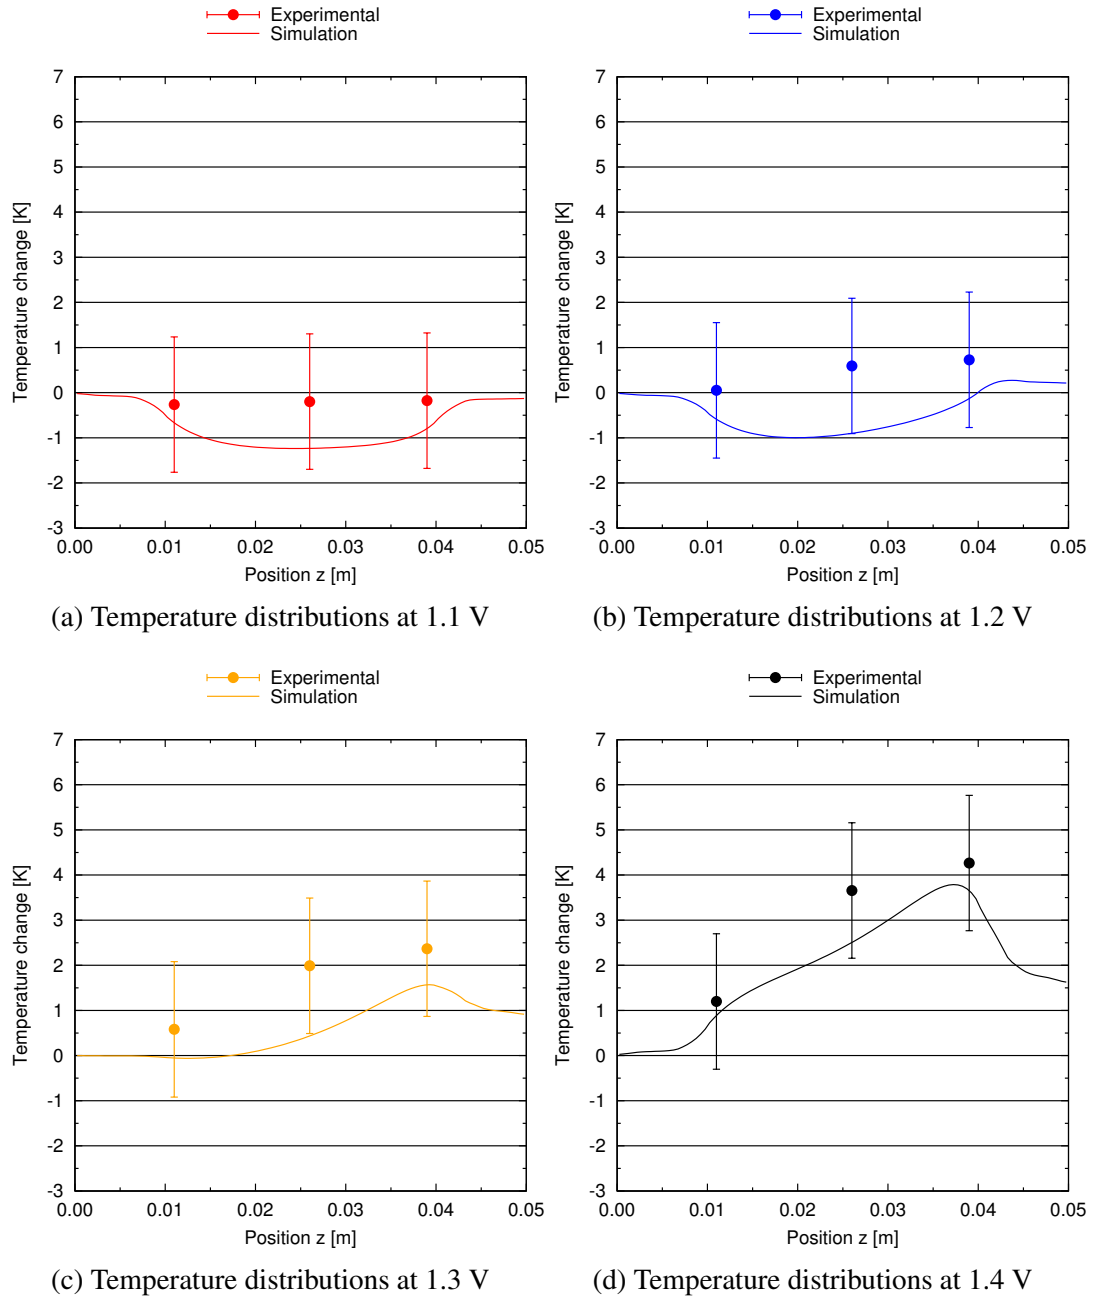 Experimental
Simulation
Experimental
Simulation
7
6
5
4
3
2
1
0
-1
-2
-3
Temperature change [K]
0.00 0.01 0.02 0.03 0.04 0.05
Position z [m]
7
6
5
4
3
2
1
0
-1
-2
-3
Temperature change [K]
0.00 0.01 0.02 0.03 0.04 0.05
Position z [m]
(a) Temperature distributions at 1.1 V
(b) Temperature distributions at 1.2 V
Experimental
Simulation
Experimental
Simulation
7
6
5
4
3
2
1
0
-1
-2
-3
Temperature change [K]
0.00 0.01 0.02 0.03 0.04 0.05
Position z [m]
7
6
5
4
3
2
1
0
-1
-2
-3
Temperature change [K]
0.00 0.01 0.02 0.03 0.04 0.05
Position z [m]
(c) Temperature distributions at 1.3 V
(d) Temperature distributions at 1.4 V